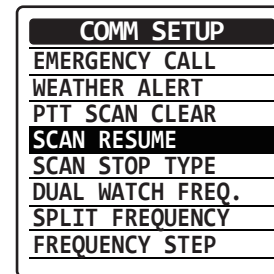 COMM SETUP
EMERGENCY CALL
WEATHER ALERT
PTT SCAN CLEAR
SCAN RESUME
SCAN STOP TYPE
DUAL WATCH FREQ.
SPLIT FREQUENCY
FREQUENCY STEP